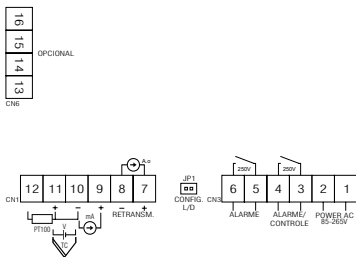 16
15
14
13
OPCIONAL
CN6
A.o
250V
250V
JP1
CN1
12 11 10 9 8 7
CN3
6 5 4 3 2 1
+ - + - +
mA
RETRANSM.
CONFIG.
L/D
ALARME
ALARME/
CONTROLE
POWER AC
85-265V
PT100
V
TC